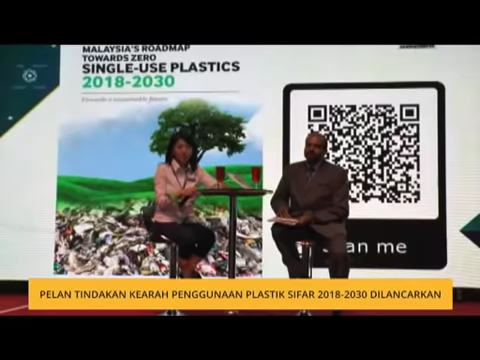 MALAYSIA'S ROADMAP
TOWARDS ZERO
SINGLE-USE PLASTICS
2018-2030
Towards a sustainable future
an me
PELAN TINDAKAN KEARAH PENGGUNAAN PLASTIK SIFAR 2018-2030 DILANCARKAN